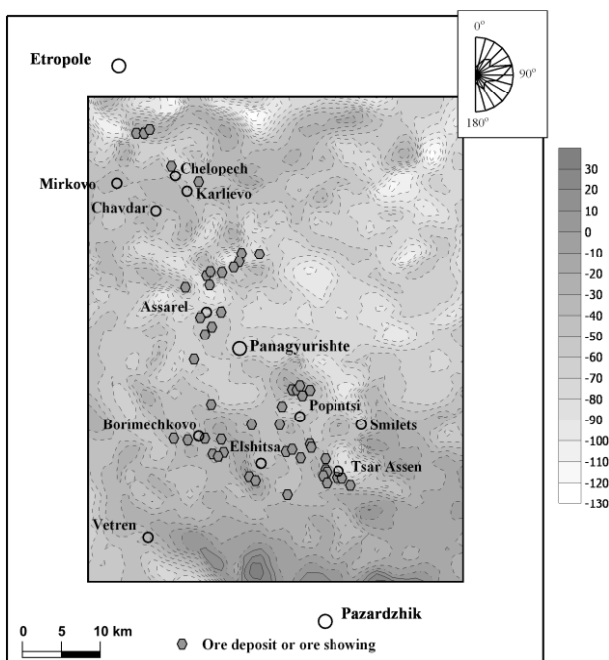 0°
90°
180°
Etropole
Mirkovo
Chelopech
Karlievo
Chavdar
Assarel
Panagyurishte
Popintsi
Borimechkovo
Smilets
Elshitsa
Tsar Assen
Vetren
Pazardzhik
0 5 10 km
Ore deposit or ore showing
30
20
10
0
-10
-20
-30
-40
-50
-60
-70
-80
-90
-100
-110
-120
-130